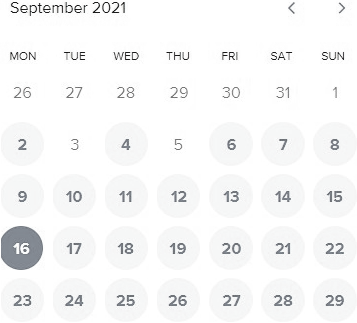 September 2021
MON TUE WED THU FRI SAT SUN
26 27 28 29 30 31 1
2 3 4 5 6 7 8
9 10 11 12 13 14 15
16 17 18 19 20 21 22
23 24 25 26 27 28 29